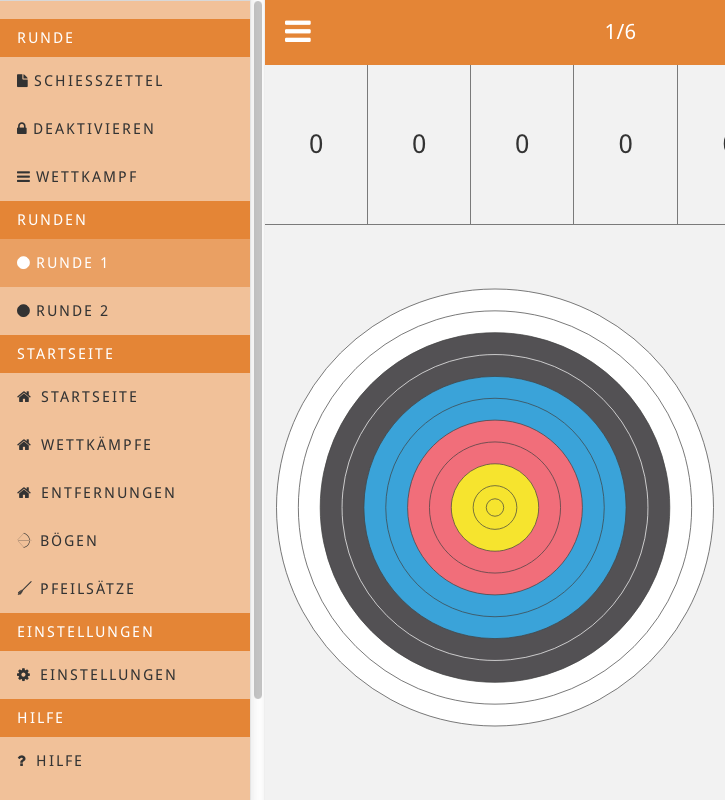 RUNDE
SCHIESSZETTEL
DEAKTIVIEREN
WETTKAMPF
RUNDEN
RUNDE 1
RUNDE 2
STARTSEITE
STARTSEITE
WETTKÄMPFE
ENTFERNUNGEN
BÖGEN
PFEILSÄTZE
EINSTELLUNGEN
EINSTELLUNGEN
HILFE
? HILFE
1/6
0 0 0 0